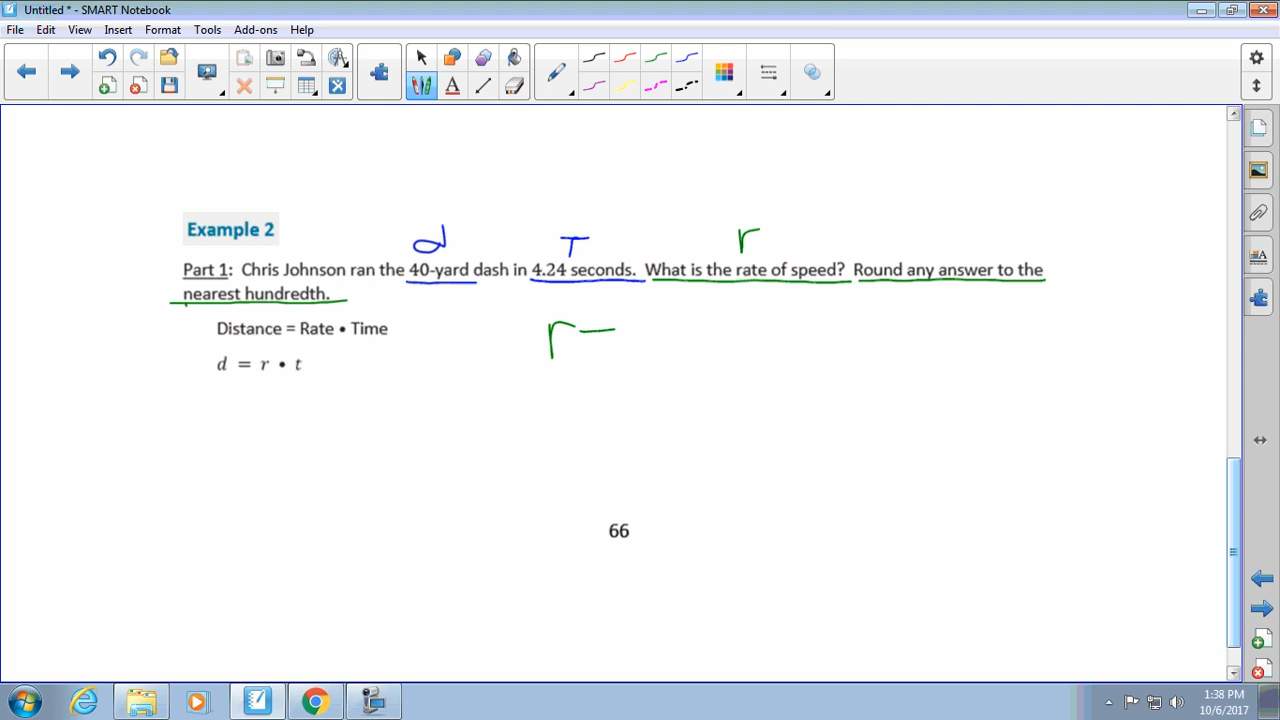 Untitled * - SMART Notebook
File Edit View Insert Format Tools Add-ons Help
Example 2
d T r
Part 1: Chris Johnson ran the 40-yard dash in 4.24 seconds. What is the rate of speed? Round any answer to the
nearest hundredth.
Distance = Rate • Time
r –
d = r • t
66
1:38 PM
10/6/2017